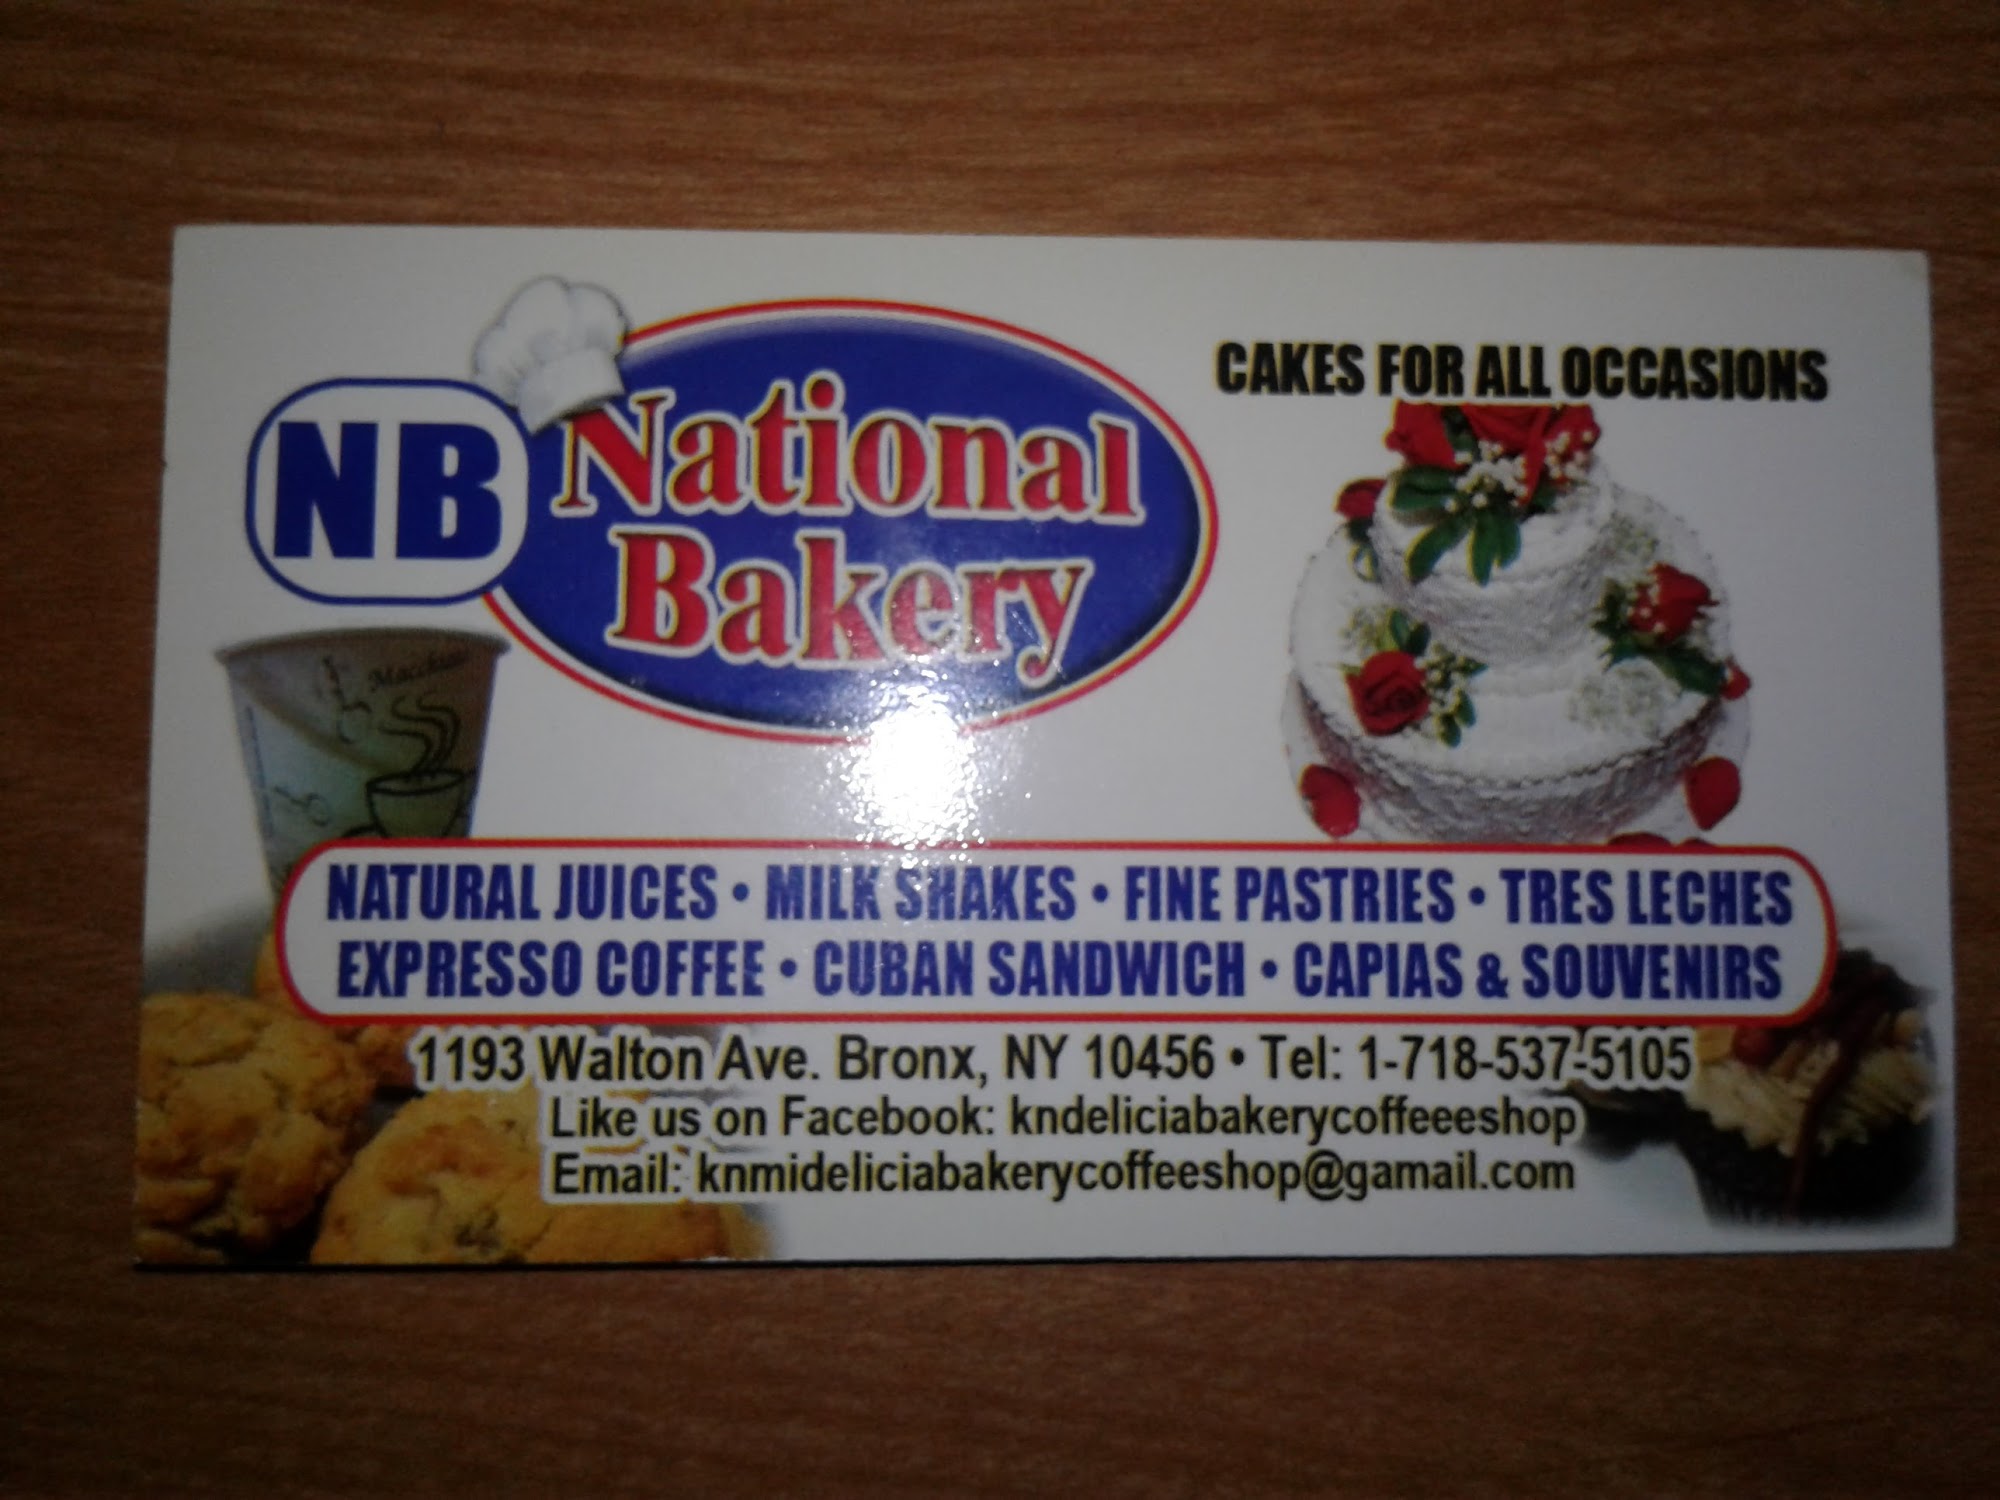 NB
National
Bakery
CAKES FOR ALL OCCASIONS
Macchiato
NATURAL JUICES • MILK SHAKES • FINE PASTRIES • TRES LECHES
EXPRESSO COFFEE • CUBAN SANDWICH • CAPIAS & SOUVENIRS
1193 Walton Ave. Bronx, NY 10456 • Tel: 1-718-537-5105
Like us on Facebook: kndeliciabakerycoffeeeshop
Email: knmideliciabakerycoffeeshop@gamail.com